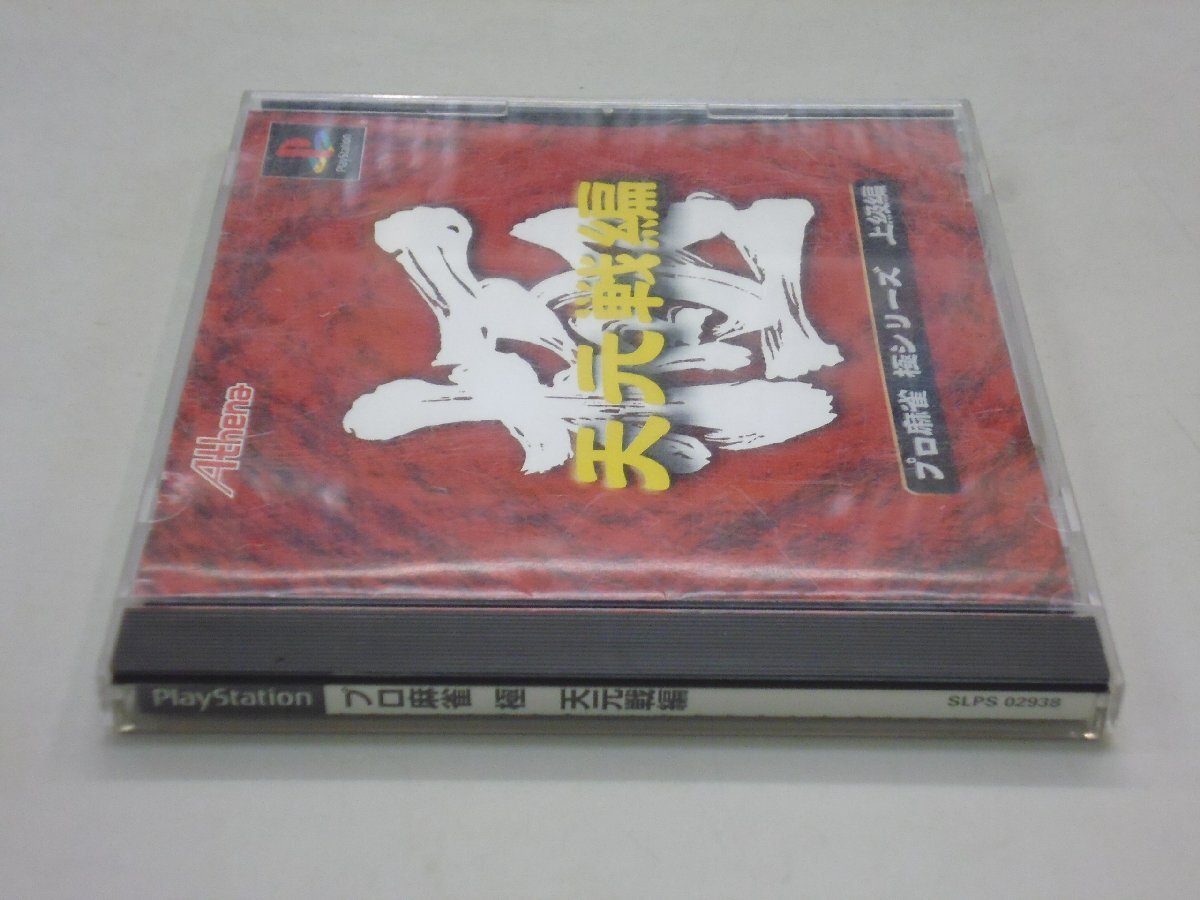 PlayStation
極
天元戦編
プロ麻雀 極シリーズ 上級編
Athena
PlayStation プロ麻雀 極 天元戦編 SLPS 02938